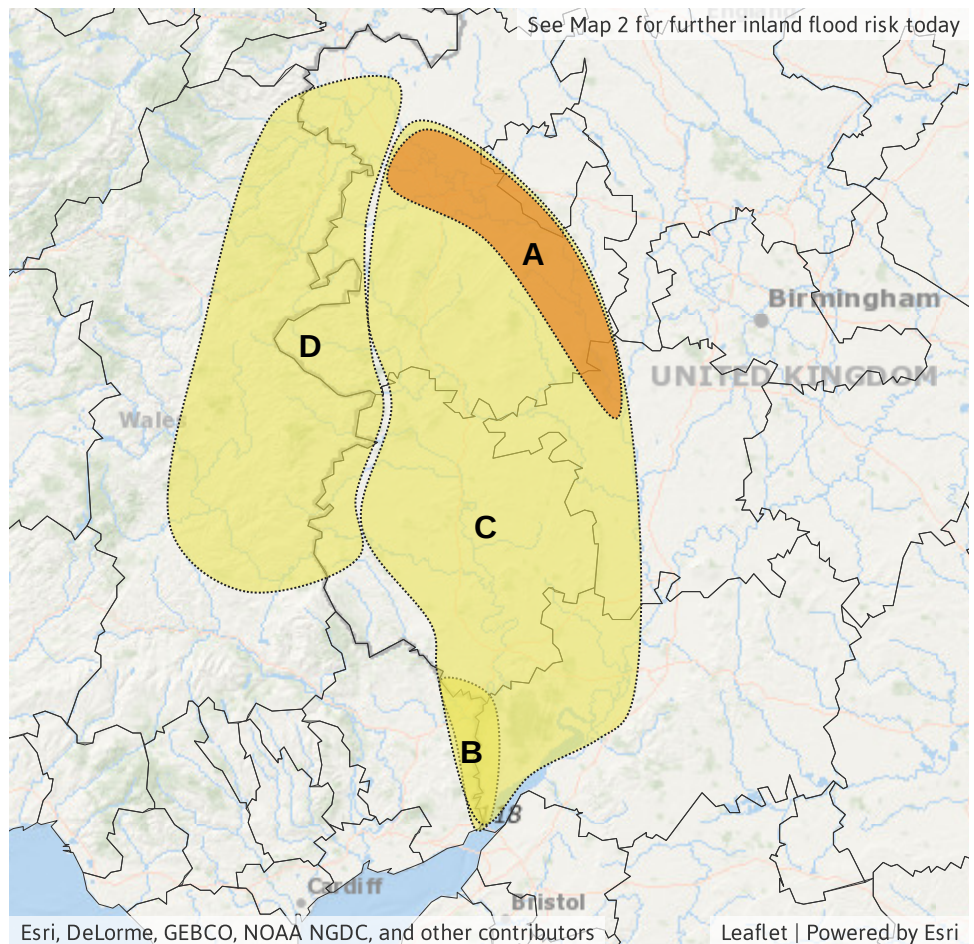 England
See Map 2 for further inland flood risk today
A
Birmingham
D
UNITED KINGDOM
Wales
C
B
Cardiff
Bristol
Esri, DeLorme, GEBCO, NOAA NGDC, and other contributors
Leaflet | Powered by Esri